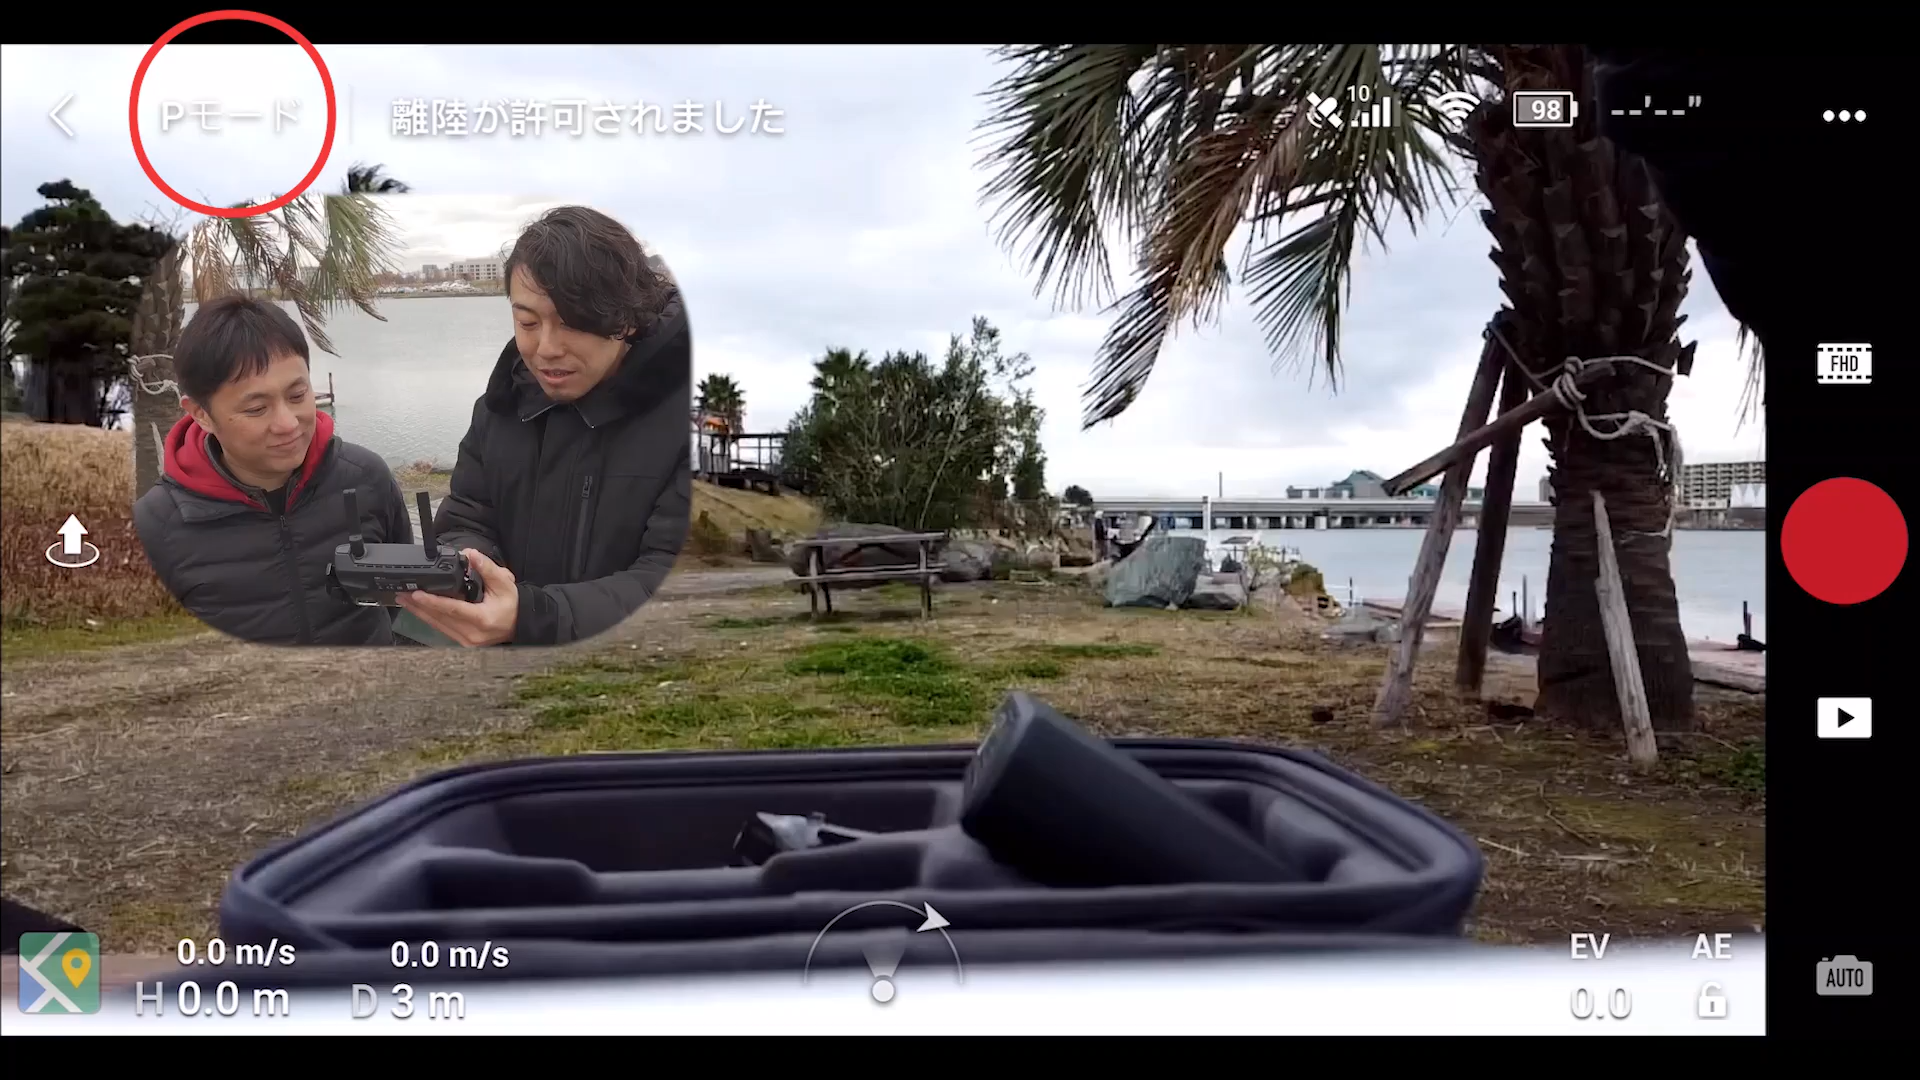 Pモード
離陸が許可されました
10
98
--'--"
FHD
0.0 m/s
0.0 m/s
H 0.0 m
D 3 m
EV
AE
0.0
AUTO